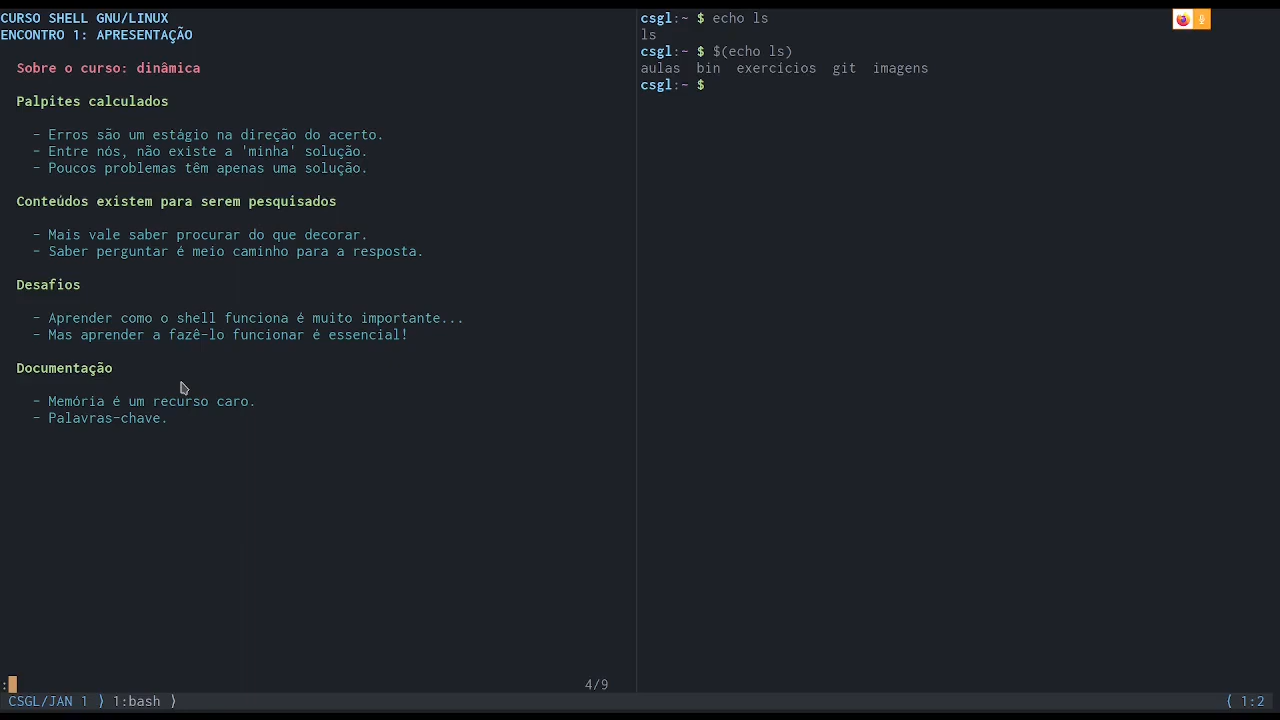 CURSO SHELL GNU/LINUX
ENCONTRO 1: APRESENTAÇÃO
Sobre o curso: dinâmica
Palpites calculados
- Erros são um estágio na direção do acerto.
- Entre nós, não existe a 'minha' solução.
- Poucos problemas têm apenas uma solução.
Conteúdos existem para serem pesquisados
- Mais vale saber procurar do que decorar.
- Saber perguntar é meio caminho para a resposta.
Desafios
- Aprender como o shell funciona é muito importante...
- Mas aprender a fazê-lo funcionar é essencial!
Documentação
- Memória é um recurso caro.
- Palavras-chave.
: 4/9
csgl:~ $ echo ls
ls
csgl:~ $ $(echo ls)
aulas bin exercicios git imagens
csgl:~ $
CSGL/JAN 1 ⟩ 1:bash ⟩ ⟨ 1:2